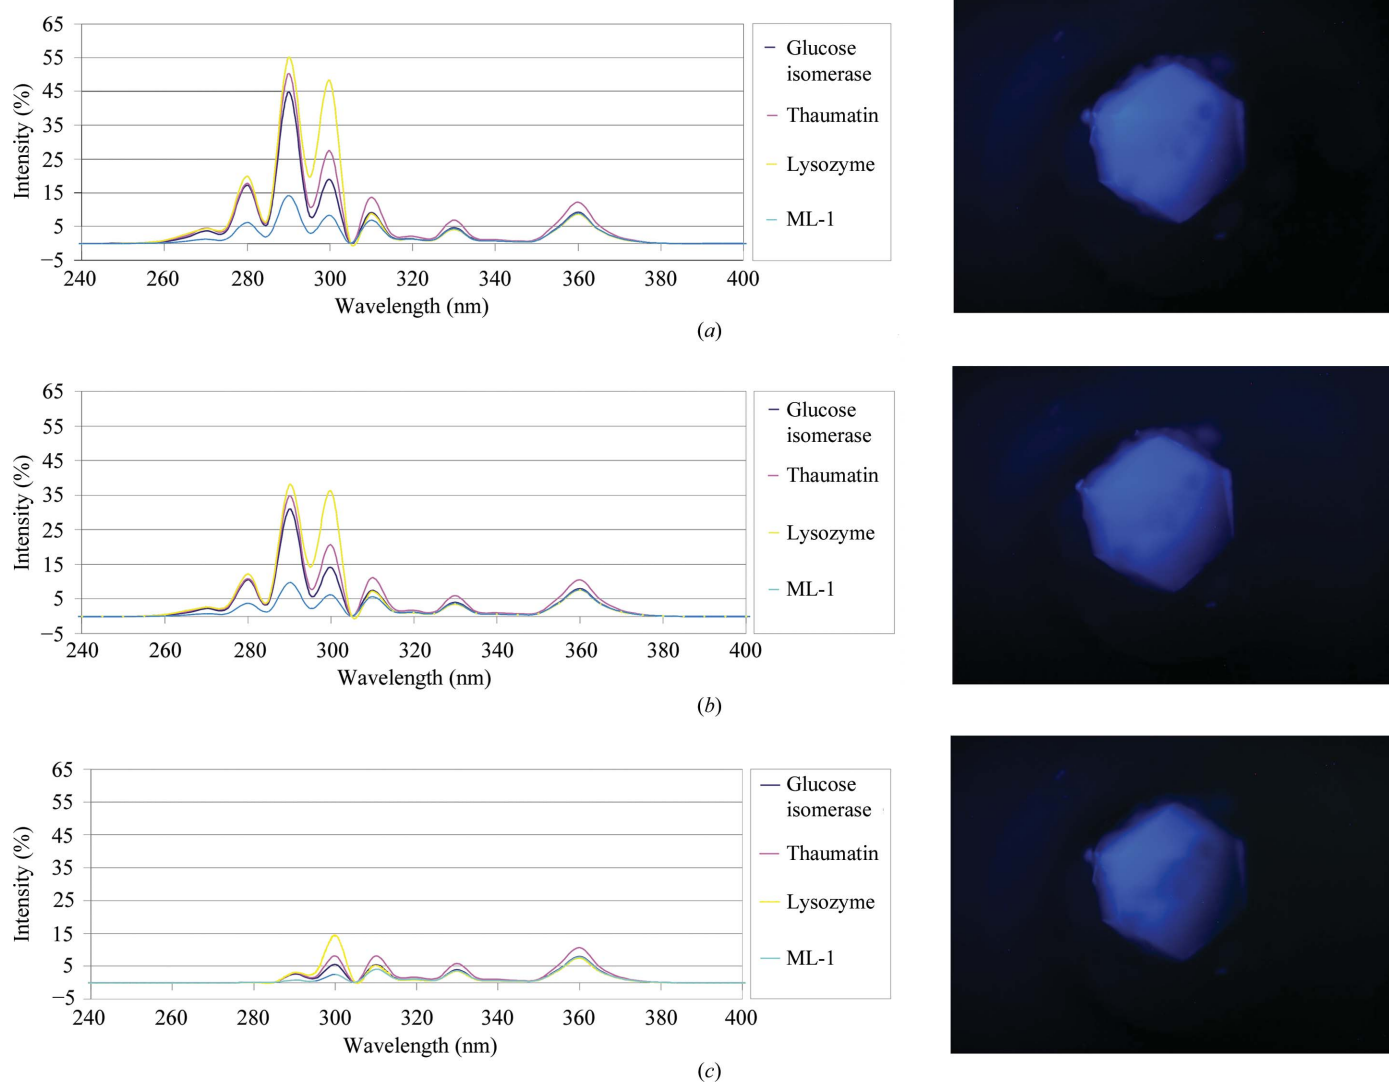 65
55
45
35
25
15
5
−5
Intensity (%)
240 260 280 300 320 340 360 380 400
Wavelength (nm)
Glucose
isomerase
Thaumatin
Lysozyme
ML-1
(a)
65
55
45
35
25
15
5
−5
Intensity (%)
240 260 280 300 320 340 360 380 400
Wavelength (nm)
Glucose
isomerase
Thaumatin
Lysozyme
ML-1
(b)
65
55
45
35
25
15
5
−5
Intensity (%)
240 260 280 300 320 340 360 380 400
Wavelength (nm)
Glucose
isomerase
Thaumatin
Lysozyme
ML-1
(c)